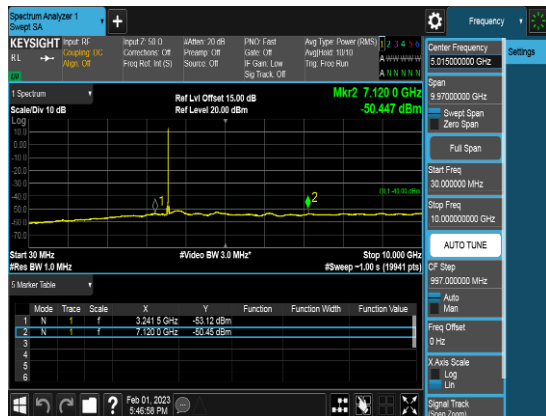 Spectrum Analyzer 1
Swept SA
+
Frequency
KEYSIGHT Input: RF Input Z: 50 Ω #Atten: 20 dB PNO: Fast Avg Type: Power (RMS) 1 2 3 4 5 6
RL Coupling: DC Corrections: Off Preamp: Off Gate: Off Avg|Hold: 10/10 A W W W W W
Align: Off Freq Ref: Int (S) Source: Off IF Gain: Low Trig: Free Run
Sig Track: Off A N N N N N
LV
1 Spectrum
Scale/Div 10 dB
Ref Lvl Offset 15.00 dB
Ref Level 20.00 dBm
Mkr2 7.120 0 GHz
-50.447 dBm
Log
10.0
0.00
-10.0
-20.0
-30.0
-40.0
-50.0
-60.0
-70.0
DL1 -40.00 dBm
1
2
Start 30 MHz #Video BW 3.0 MHz* Stop 10.000 GHz
#Res BW 1.0 MHz #Sweep ~1.00 s (19941 pts)
5 Marker Table
Mode Trace Scale X Y Function Function Width Function Value
1 N 1 f 3.241 5 GHz -53.12 dBm
2 N 1 f 7.120 0 GHz -50.45 dBm
3
4
5
6
Feb 01, 2023
5:46:58 PM
?
Center Frequency
5.015000000 GHz
Settings
Span
9.97000000 GHz
Swept Span
Zero Span
Full Span
Start Freq
30.000000 MHz
Stop Freq
10.000000000 GHz
AUTO TUNE
CF Step
997.000000 MHz
Auto
Man
Freq Offset
0 Hz
X Axis Scale
Log
Lin
Signal Track
(Span Zoom)